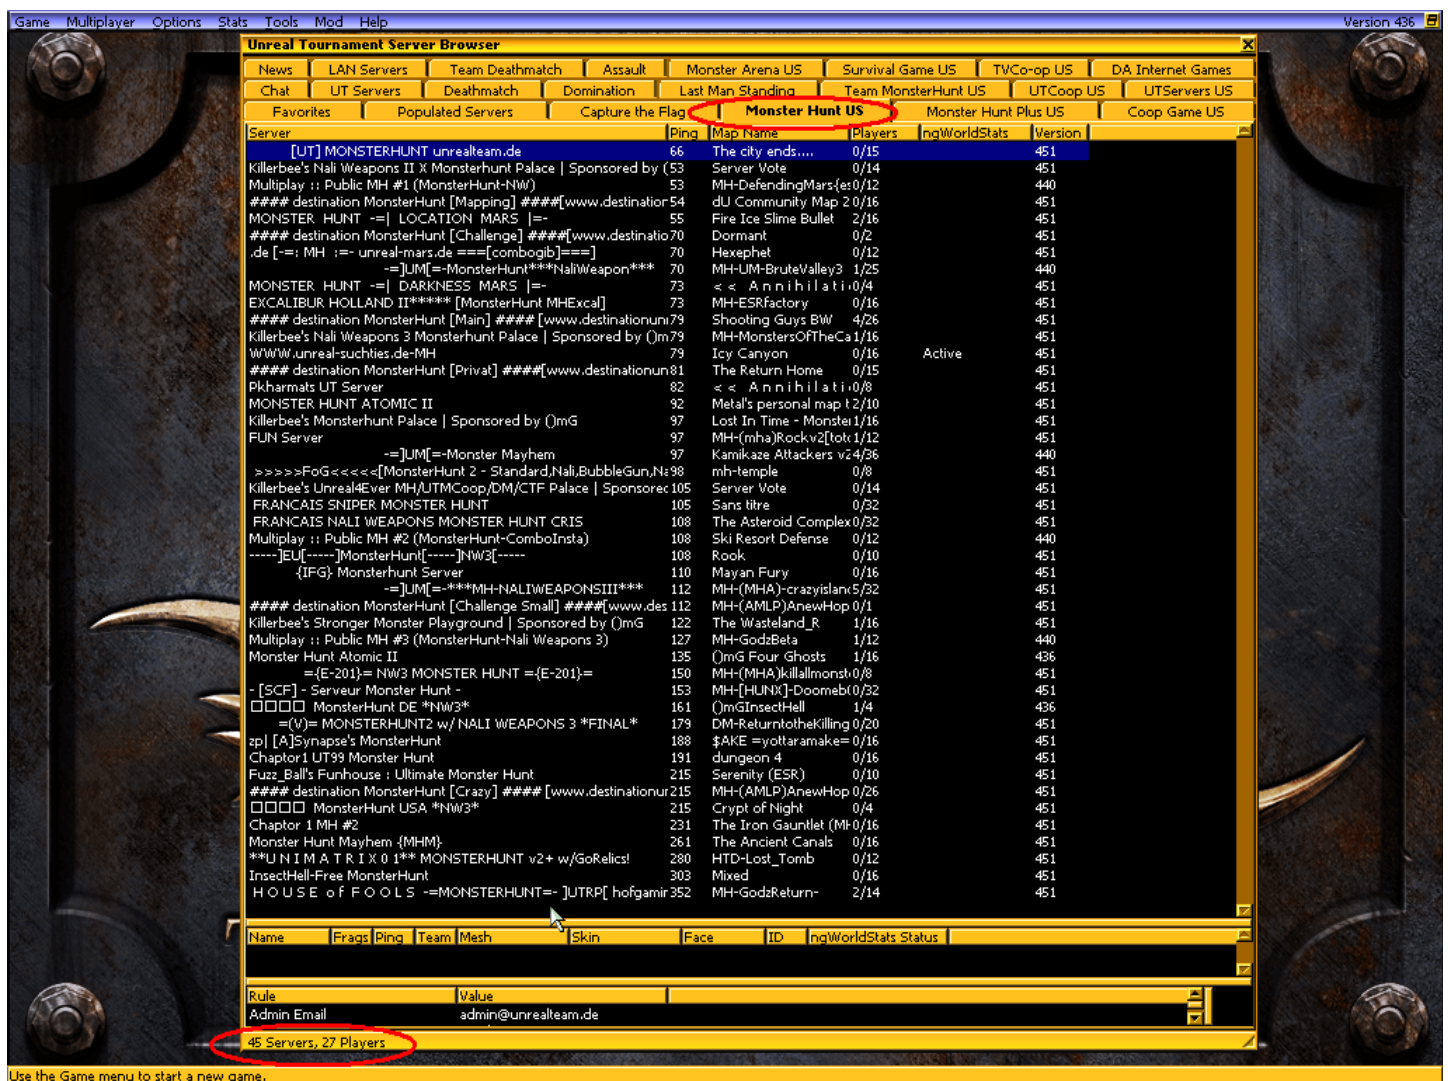 Game Multiplayer Options Stats Tools Mod Help Version 436
Unreal Tournament Server Browser
News LAN Servers Team Deathmatch Assault Monster Arena US Survival Game US TVCo-op US DA Internet Games
Chat UT Servers Deathmatch Domination Last Man Standing Team MonsterHunt US UTCoop US UTServers US
Favorites Populated Servers Capture the Flag Monster Hunt US Monster Hunt Plus US Coop Game US
Server Ping Map Name Players ngWorldStats Version
[UT] MONSTERHUNT unrealteam.de 66 The city ends.... 0/15 451
Killerbee's Nali Weapons II X Monsterhunt Palace | Sponsored by ( 53 Server Vote 0/14 451
Multiplay :: Public MH #1 (MonsterHunt-NW) 53 MH-DefendingMars{es 0/12 440
#### destination MonsterHunt [Mapping] ####[www.destination 54 dU Community Map 2 0/16 451
MONSTER HUNT -=| LOCATION MARS |=- 55 Fire Ice Slime Bullet 2/16 451
#### destination MonsterHunt [Challenge] ####[www.destinatio 70 Dormant 0/2 451
.de [-=: MH :=- unreal-mars.de ===[combogib]===] 70 Hexephet 0/12 451
-=]UM[=-MonsterHunt***NaliWeapon*** 70 MH-UM-BruteValley3 1/25 440
MONSTER HUNT -=| DARKNESS MARS |=- 73 << Annihilati 0/4 451
EXCALIBUR HOLLAND II***** [MonsterHunt MHExcal] 73 MH-ESRfactory 0/16 451
#### destination MonsterHunt [Main] #### [www.destinationuni 79 Shooting Guys BW 4/26 451
Killerbee's Nali Weapons 3 Monsterhunt Palace | Sponsored by ()m 79 MH-MonstersOfTheCa 1/16 451
WWW.unreal-suchties.de-MH 79 Icy Canyon 0/16 Active 451
#### destination MonsterHunt [Privat] ####[www.destinationun 81 The Return Home 0/15 451
Pkharmats UT Server 82 << Annihilati 0/8 451
MONSTER HUNT ATOMIC II 92 Metal's personal map t 2/10 451
Killerbee's Monsterhunt Palace | Sponsored by ()mG 97 Lost In Time - Monster 1/16 451
FUN Server 97 MH-(mha)Rockv2[toto 1/12 440
-=]UM[=-Monster Mayhem 97 Kamikaze Attackers v2 4/36 440
>>>>>FoG<<<<<[MonsterHunt 2 - Standard,Nali,BubbleGun,Na 98 mh-temple 0/8 451
Killerbee's Unreal4Ever MH/UTMCoop/DM/CTF Palace | Sponsored 105 Server Vote 0/14 451
FRANCAIS SNIPER MONSTER HUNT 105 Sans titre 0/32 451
FRANCAIS NALI WEAPONS MONSTER HUNT CRIS 108 The Asteroid Complex 0/32 451
Multiplay :: Public MH #2 (MonsterHunt-ComboInsta) 108 Ski Resort Defense 0/12 440
-----]EU[-----]MonsterHunt[-----]NW3[----- 108 Rook 0/10 451
{IFG} Monsterhunt Server 110 Mayan Fury 0/16 451
-=]UM[=-***MH-NALIWEAPONSIII*** 112 MH-(MHA)-crazyislan 5/32 451
#### destination MonsterHunt [Challenge Small] ####[www.des 112 MH-(AMLP)AnewHop 0/1 451
Killerbee's Stronger Monster Playground | Sponsored by ()mG 122 The Wasteland_R 1/16 451
Multiplay :: Public MH #3 (MonsterHunt-Nali Weapons 3) 127 MH-GodzBeta 1/12 440
Monster Hunt Atomic II 135 ()mG Four Ghosts 1/16 436
={E-201}= NW3 MONSTER HUNT ={E-201}= 150 MH-(MHA)killallmonst 0/8 451
- [SCF] - Serveur Monster Hunt - 153 MH-[HUNX]-Doomeb( 0/32 451
□□□□ MonsterHunt DE *NW3* 161 ()mGInsectHell 1/4 436
=(V)= MONSTERHUNT2 w/ NALI WEAPONS 3 *FINAL* 179 DM-ReturntotheKilling 0/20 451
zp| [A]Synapse's MonsterHunt 188 $AKE =yottaramake= 0/16 451
Chaptor1 UT99 Monster Hunt 191 dungeon 4 0/16 451
Fuzz_Ball's Funhouse : Ultimate Monster Hunt 215 Serenity (ESR) 0/10 451
#### destination MonsterHunt [Crazy] #### [www.destinationur 215 MH-(AMLP)AnewHop 0/26 451
□□□□ MonsterHunt USA *NW3* 215 Crypt of Night 0/4 451
Chaptor 1 MH #2 231 The Iron Gauntlet (MH 0/16 451
Monster Hunt Mayhem {MHM} 261 The Ancient Canals 0/16 451
**U N I M A T R I X 0 1** MONSTERHUNT v2+ w/GoRelics! 280 HTD-Lost_Tomb 0/12 451
InsectHell-Free MonsterHunt 303 Mixed 0/16 451
H O U S E of F O O L S -=MONSTERHUNT=- ]UTRP[ hofgamin 352 MH-GodzReturn- 2/14 451
Name Frags Ping Team Mesh Skin Face ID ngWorldStats Status
Rule Value
Admin Email admin@unrealteam.de
45 Servers, 27 Players
Use the Game menu to start a new game.